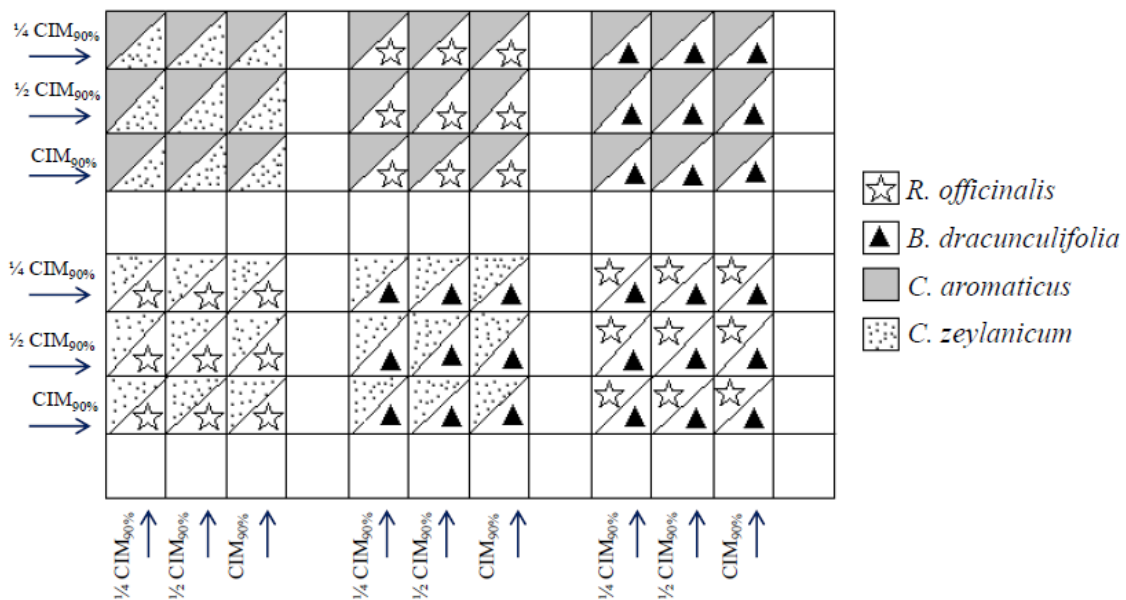 ¼ CIM90%
½ CIM90%
CIM90%
¼ CIM90%
½ CIM90%
CIM90%
R. officinalis
B. dracunculifolia
C. aromaticus
C. zeylanicum
¼ CIM90%
½ CIM90%
CIM90%
¼ CIM90%
½ CIM90%
CIM90%
¼ CIM90%
½ CIM90%
CIM90%